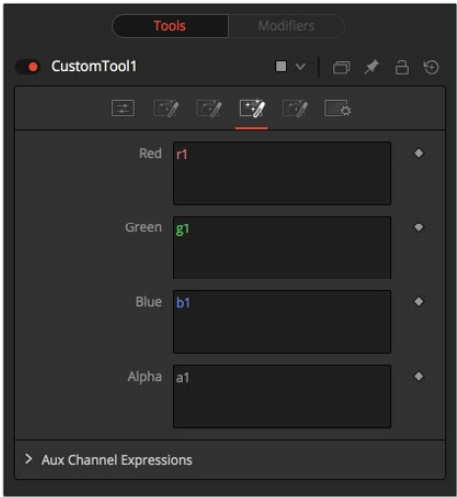 Tools Modifiers
CustomTool1
Red r1
Green g1
Blue b1
Alpha a1
Aux Channel Expressions